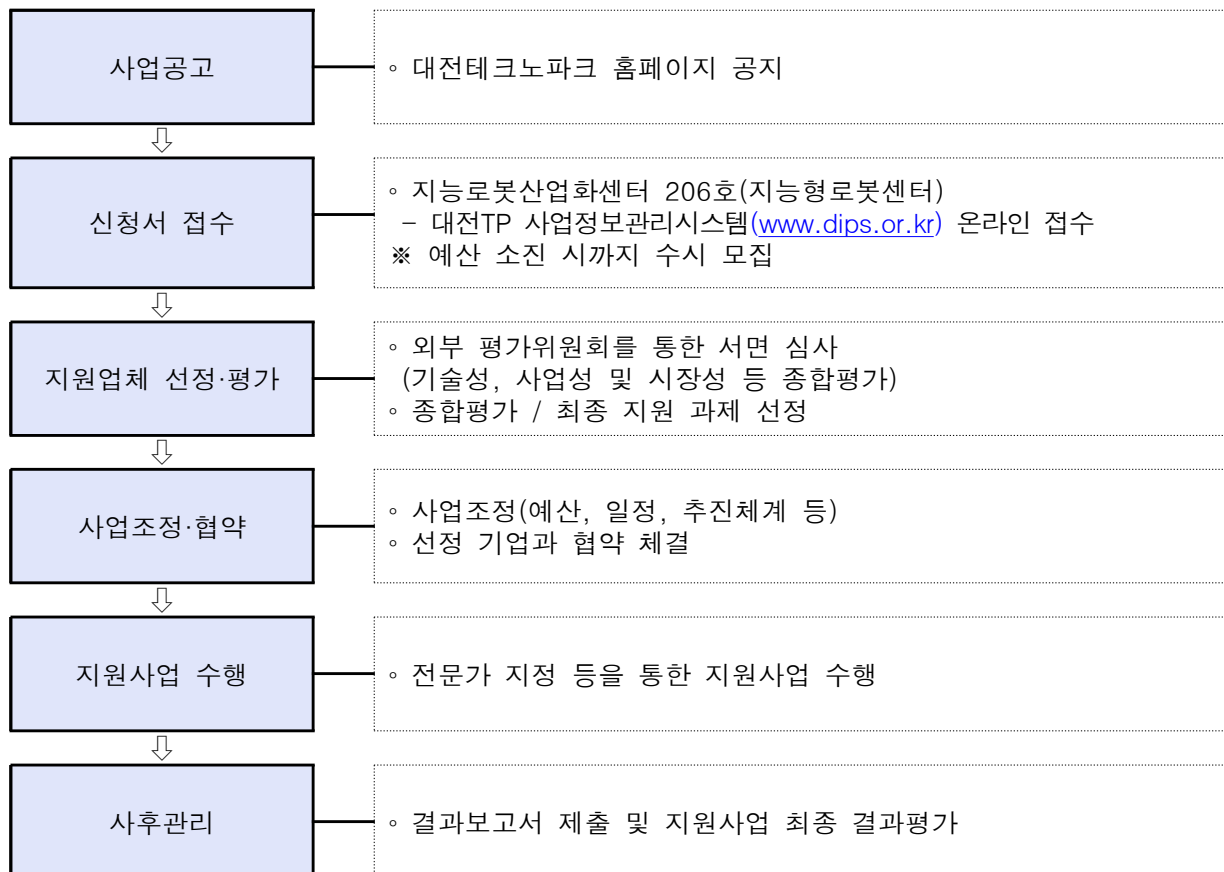 사업공고
◦ 대전테크노파크 홈페이지 공지
신청서 접수
◦ 지능로봇산업화센터 206호(지능형로봇센터)
– 대전TP 사업정보관리시스템(www.dips.or.kr) 온라인 접수
※ 예산 소진 시까지 수시 모집
지원업체 선정·평가
◦ 외부 평가위원회를 통한 서면 심사
(기술성, 사업성 및 시장성 등 종합평가)
◦ 종합평가 / 최종 지원 과제 선정
사업조정·협약
◦ 사업조정(예산, 일정, 추진체계 등)
◦ 선정 기업과 협약 체결
지원사업 수행
◦ 전문가 지정 등을 통한 지원사업 수행
사후관리
◦ 결과보고서 제출 및 지원사업 최종 결과평가